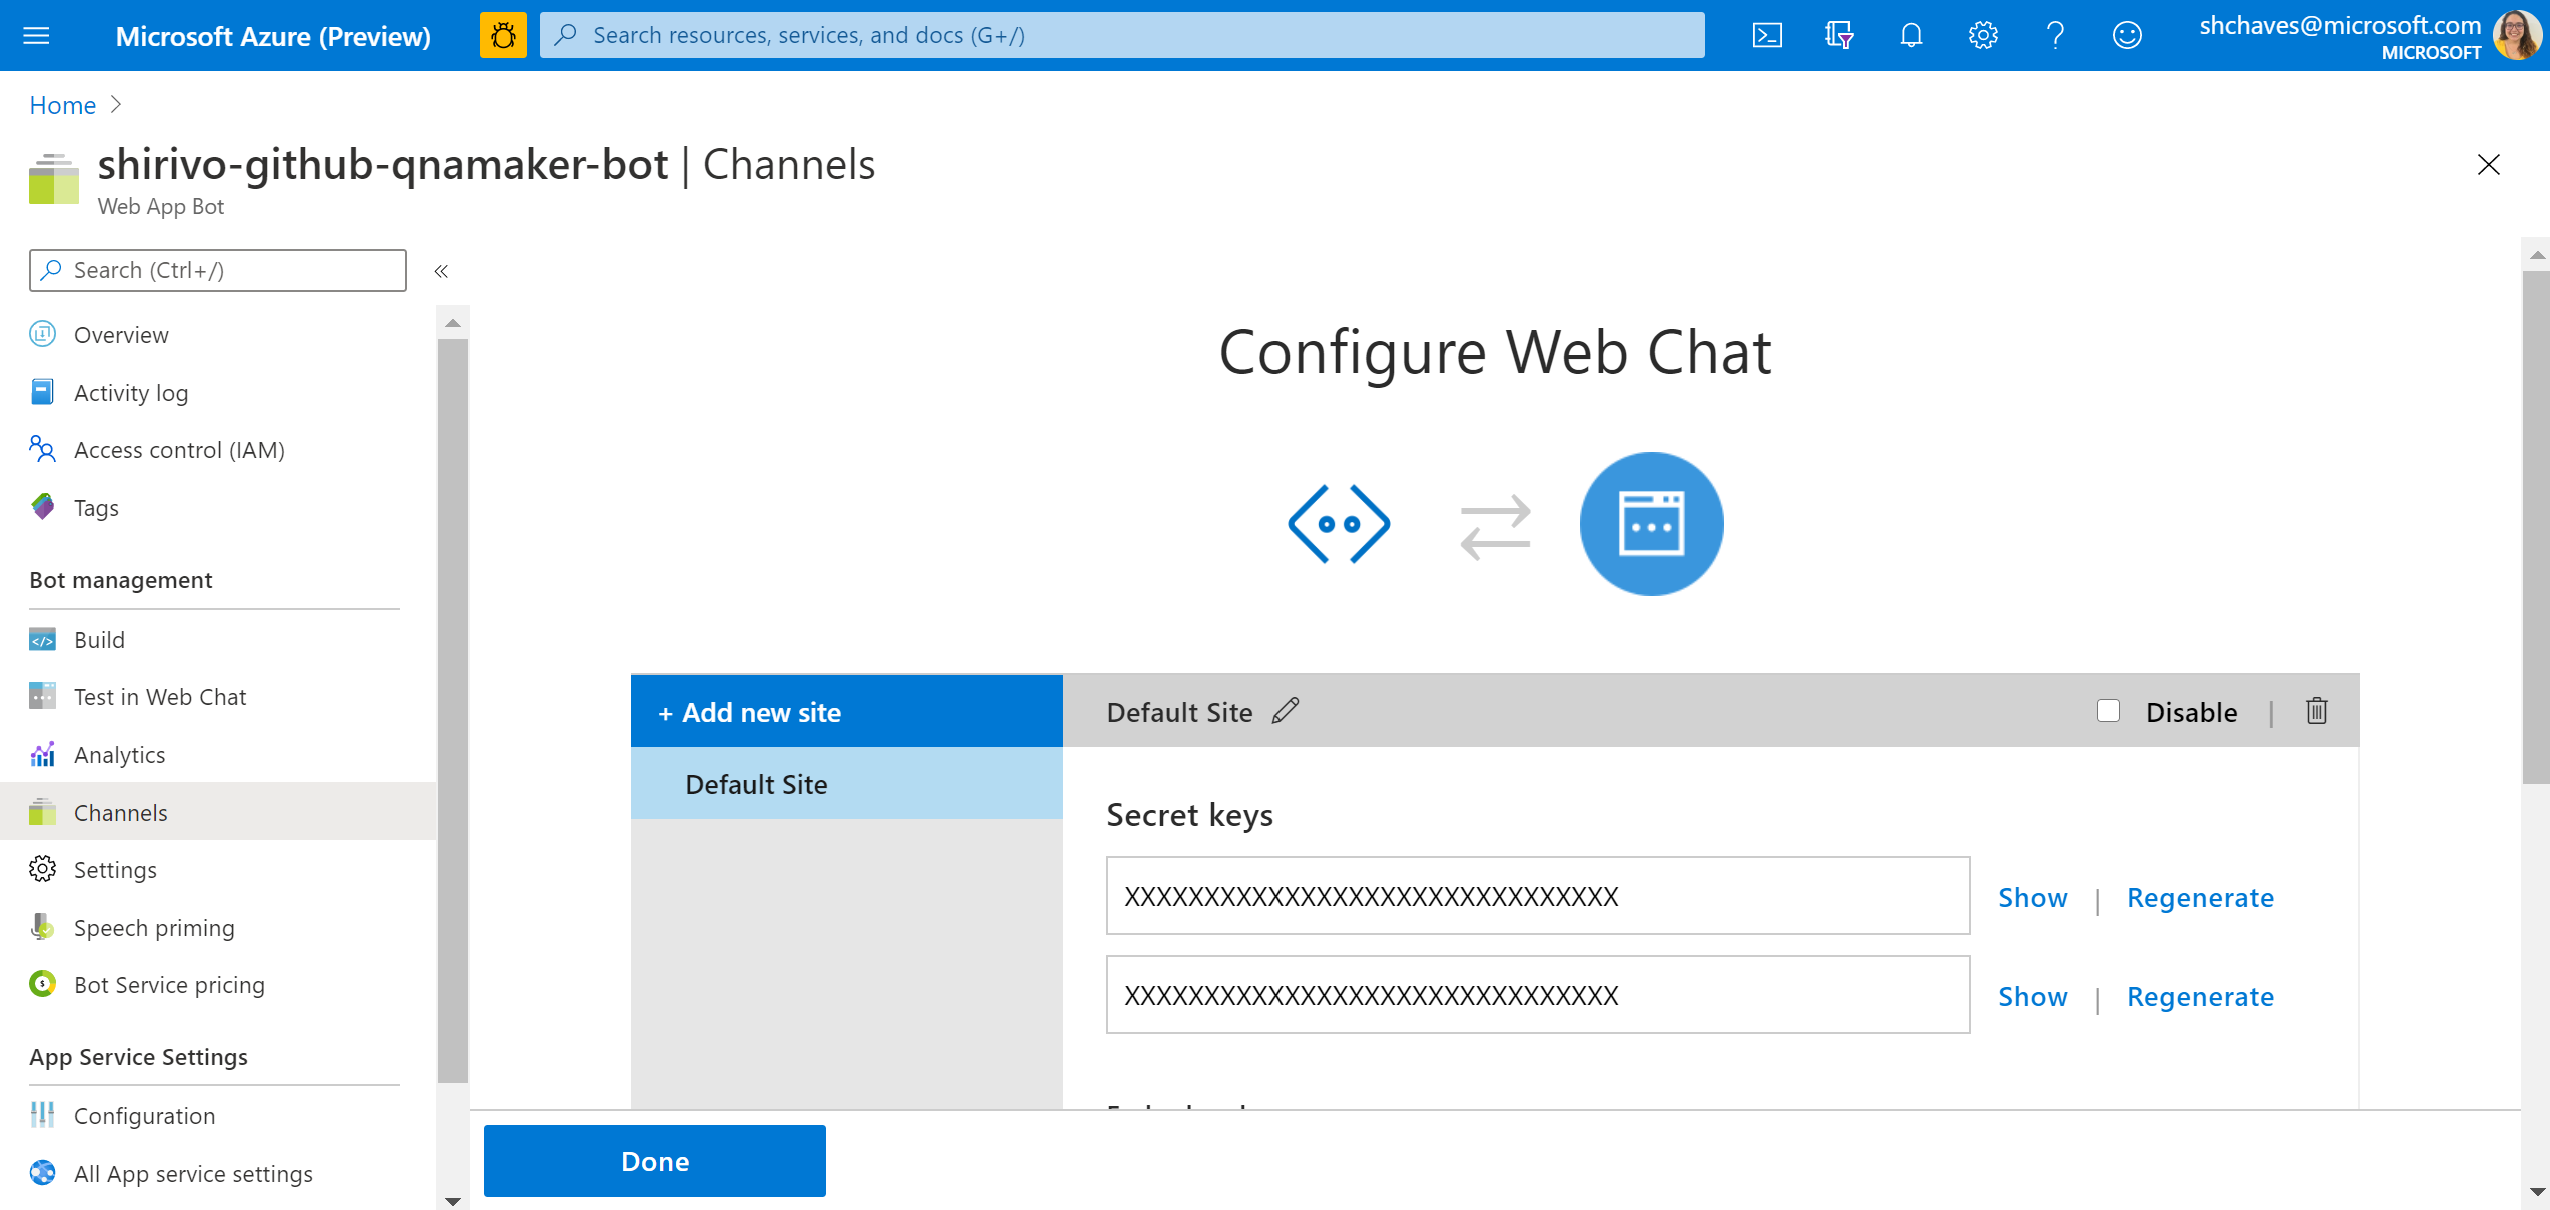 Microsoft Azure (Preview)
Search resources, services, and docs (G+/)
shchaves@microsoft.com
MICROSOFT
Home
shirivo-github-qnamaker-bot | Channels
Web App Bot
Search (Ctrl+/)
«
Overview
Activity log
Access control (IAM)
Tags
Bot management
Build
Test in Web Chat
Analytics
Channels
Settings
Speech priming
Bot Service pricing
App Service Settings
Configuration
All App service settings
Configure Web Chat
+ Add new site
Default Site
Default Site
Disable |
Secret keys
XXXXXXXXXXXXXXXXXXXXXXXXXXXXXXX
Show | Regenerate
XXXXXXXXXXXXXXXXXXXXXXXXXXXXXXX
Show | Regenerate
Done